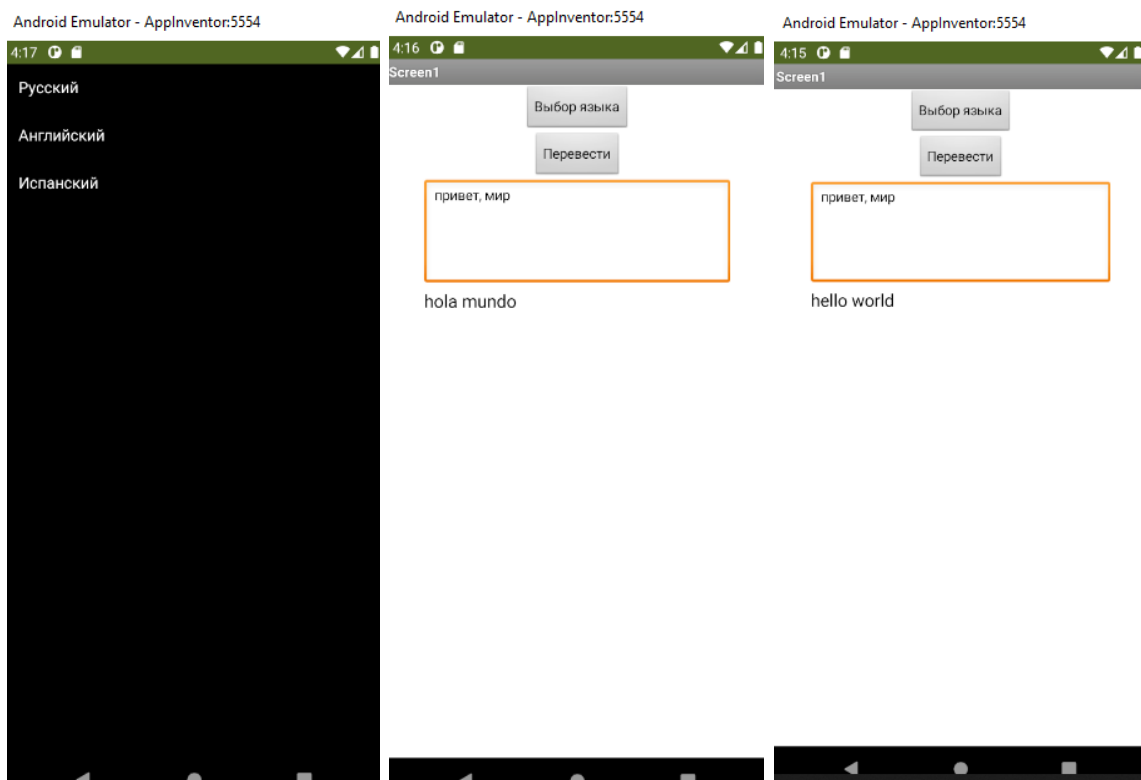 Android Emulator - AppInventor:5554
4:17
Русский
Английский
Испанский
Android Emulator - AppInventor:5554
4:16
Screen1
Выбор языка
Перевести
привет, мир
hola mundo
Android Emulator - AppInventor:5554
4:15
Screen1
Выбор языка
Перевести
привет, мир
hello world